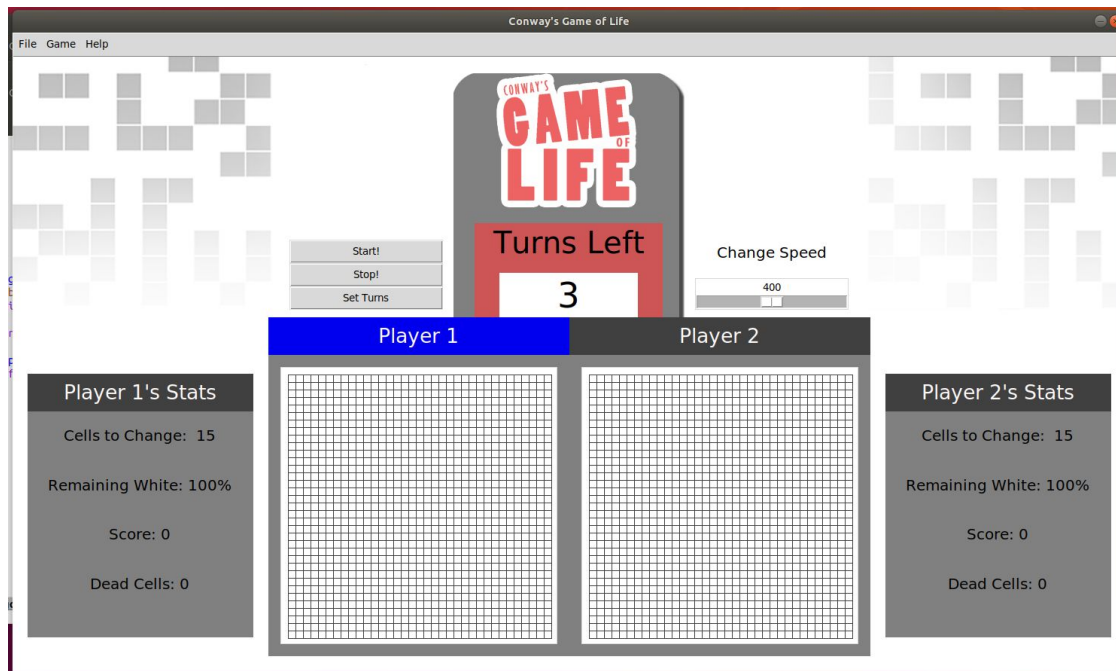 Conway's Game of Life
File Game Help
CONWAY'S
GAME
OF
LIFE
Turns Left
3
Start!
Stop!
Set Turns
Change Speed
400
Player 1
Player 2
Player 1's Stats
Cells to Change: 15
Remaining White: 100%
Score: 0
Dead Cells: 0
Player 2's Stats
Cells to Change: 15
Remaining White: 100%
Score: 0
Dead Cells: 0